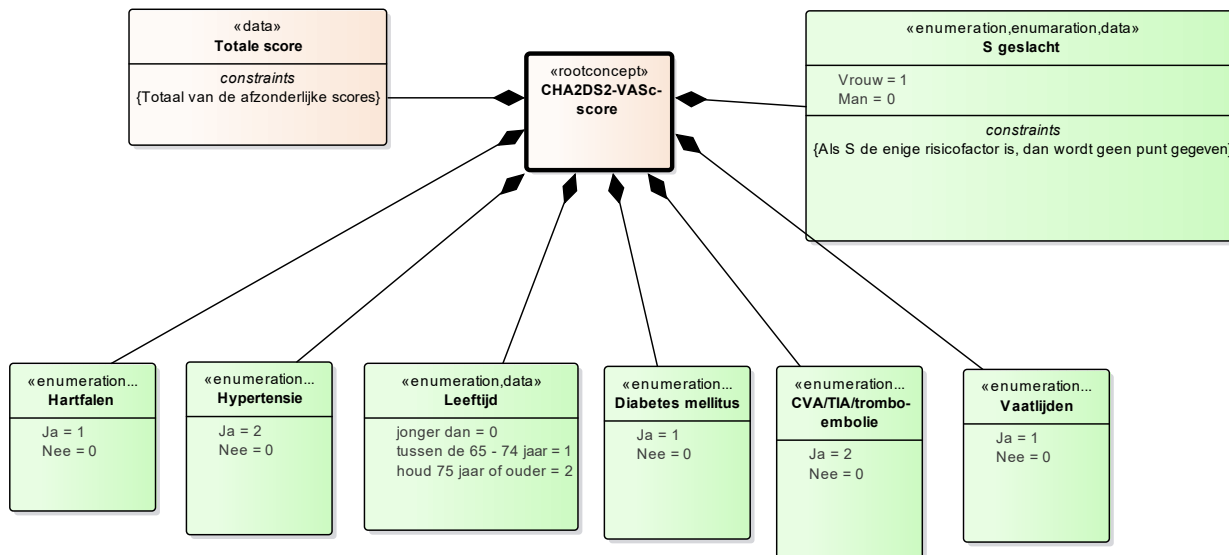 «data»
Totale score
constraints
{Totaal van de afzonderlijke scores}
«rootconcept»
CHA2DS2-VASc-
score
«enumeration,enumaration,data»
S geslacht
Vrouw = 1
Man = 0
constraints
{Als S de enige risicofactor is, dan wordt geen punt gegeven}
«enumeration...
Hartfalen
Ja = 1
Nee = 0
«enumeration...
Hypertensie
Ja = 2
Nee = 0
«enumeration,data»
Leeftijd
jonger dan = 0
tussen de 65 - 74 jaar = 1
houd 75 jaar of ouder = 2
«enumeration...
Diabetes mellitus
Ja = 1
Nee = 0
«enumeration...
CVA/TIA/trombo-
embolie
Ja = 2
Nee = 0
«enumeration...
Vaatlijden
Ja = 1
Nee = 0